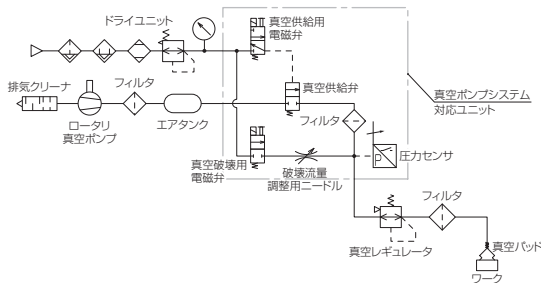 ドライユニット
真空供給用
電磁弁
排気クリーナ
フィルタ
真空供給弁
ロータリ
真空ポンプ
エアタンク
フィルタ
真空ポンプシステム
対応ユニット
真空破壊用
電磁弁
破壊流量
調整用ニードル
P
圧力センサ
フィルタ
真空レギュレータ
真空パッド
ワーク